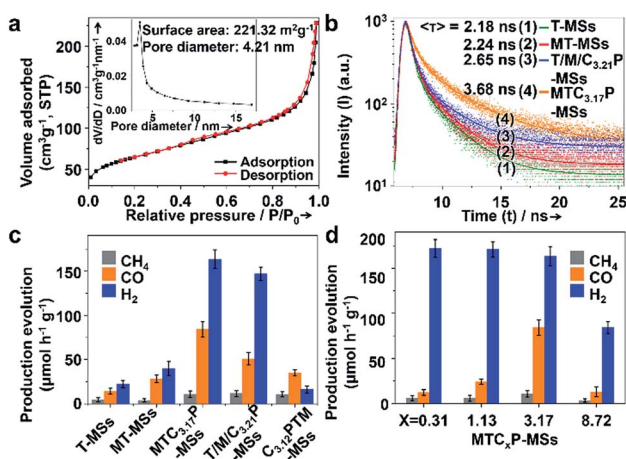 a
Surface area: 221.32 m²g⁻¹
Pore diameter: 4.21 nm
dV/dD / (cm³g⁻¹nm⁻¹)
0.04
0.02
0.00
5
10
15
Pore diameter / nm→
Volume adsorbed
(cm³g⁻¹, STP)
200
150
100
50
0
Adsorption
Desorption
0.0 0.2 0.4 0.6 0.8 1.0
Relative pressure / P/P₀→
b
<τ> = 2.18 ns (1) T-MSs
2.24 ns (2) MT-MSs
2.65 ns (3) T/M/C₃.₂₁P
-MSs
3.68 ns (4) MTC₃.₁₇P
-MSs
(4)
(3)
(2)
(1)
Intensity (I) (a.u.)
10³
10²
10¹
10 15 20 25
Time (t) / ns→
c
CH₄
CO
H₂
Production evolution
(μmol h⁻¹ g⁻¹)
150
100
50
0
T-MSs
MT-MSs
MTC₃.₁₇P
-MSs
T/M/C₃.₂₁P
-MSs
C₃.₁₂PTM
-MSs
d
CH₄
CO
H₂
Production evolution
(μmol h⁻¹ g⁻¹)
200
150
100
50
0
X=0.31 1.13 3.17 8.72
MTCₓP-MSs